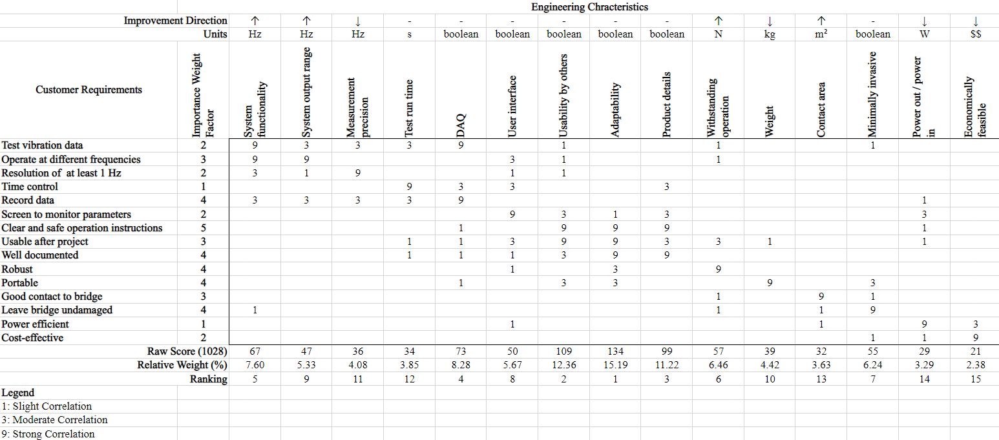 Engineering Chracteristics
Improvement Direction ↑ ↑ ↓ - - - - - - ↑ ↓ ↑ - ↓ ↓
Units Hz Hz Hz s boolean boolean boolean boolean boolean N kg m² boolean W $$
Customer Requirements Importance Weight Factor System functionality System output range Measurement precision Test run time DAQ User interface Usability by others Adaptability Product details Withstanding operation Weight Contact area Minimally invasive Power out / power in Economically feasible
Test vibration data 2 9 3 3 3 9 1 1 1
Operate at different frequencies 3 9 9 3 1 1
Resolution of at least 1 Hz 2 3 1 9 1 1
Time control 1 9 3 3 3
Record data 4 3 3 3 3 9 1
Screen to monitor parameters 2 9 3 1 3 3
Clear and safe operation instructions 5 1 9 9 9 1
Usable after project 3 1 1 3 9 9 3 3 1 1
Well documented 4 1 1 1 3 9 9
Robust 4 1 3 9
Portable 4 1 3 3 9 3
Good contact to bridge 3 1 9 1
Leave bridge undamaged 4 1 1 1 9
Power efficient 1 1 1 9 3
Cost-effective 2 1 1 9
Raw Score (1028) 67 47 36 34 73 50 109 134 99 57 39 32 55 29 21
Relative Weight (%) 7.60 5.33 4.08 3.85 8.28 5.67 12.36 15.19 11.22 6.46 4.42 3.63 6.24 3.29 2.38
Ranking 5 9 11 12 4 8 2 1 3 6 10 13 7 14 15
Legend
1: Slight Correlation
3: Moderate Correlation
9: Strong Correlation